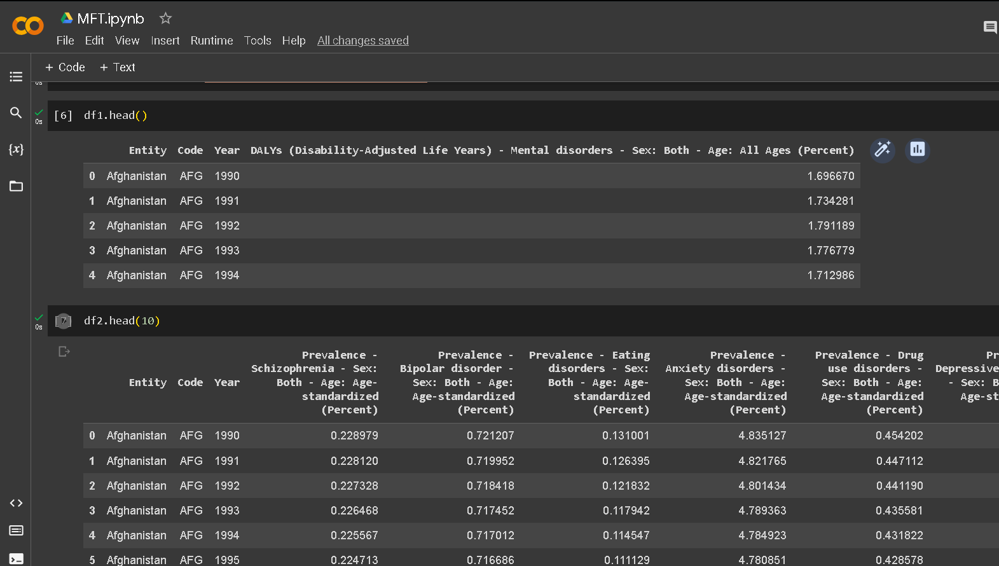 MFT.ipynb
File Edit View Insert Runtime Tools Help All changes saved
+ Code + Text
0s
[6] df1.head()
0s
Entity Code Year DALYs (Disability-Adjusted Life Years) - Mental disorders - Sex: Both - Age: All Ages (Percent)
0 Afghanistan AFG 1990 1.696670
1 Afghanistan AFG 1991 1.734281
2 Afghanistan AFG 1992 1.791189
3 Afghanistan AFG 1993 1.776779
4 Afghanistan AFG 1994 1.712986
{x}
[7] df2.head(10)
0s
Prevalence - Prevalence - Prevalence - Eating Prevalence - Prevalence - Drug Pr
Schizophrenia - Sex: Bipolar disorder - disorders - Sex: Anxiety disorders - use disorders - Depressive
Entity Code Year Both - Age: Age- Sex: Both - Age: Both - Age: Age- Sex: Both - Age: Sex: Both - Age: - Sex: B
standardized Age-standardized standardized Age-standardized Age-standardized Age-st
(Percent) (Percent) (Percent) (Percent) (Percent)
0 Afghanistan AFG 1990 0.228979 0.721207 0.131001 4.835127 0.454202
1 Afghanistan AFG 1991 0.228120 0.719952 0.126395 4.821765 0.447112
2 Afghanistan AFG 1992 0.227328 0.718418 0.121832 4.801434 0.441190
3 Afghanistan AFG 1993 0.226468 0.717452 0.117942 4.789363 0.435581
4 Afghanistan AFG 1994 0.225567 0.717012 0.114547 4.784923 0.431822
5 Afghanistan AFG 1995 0.224713 0.716686 0.111129 4.780851 0.428578